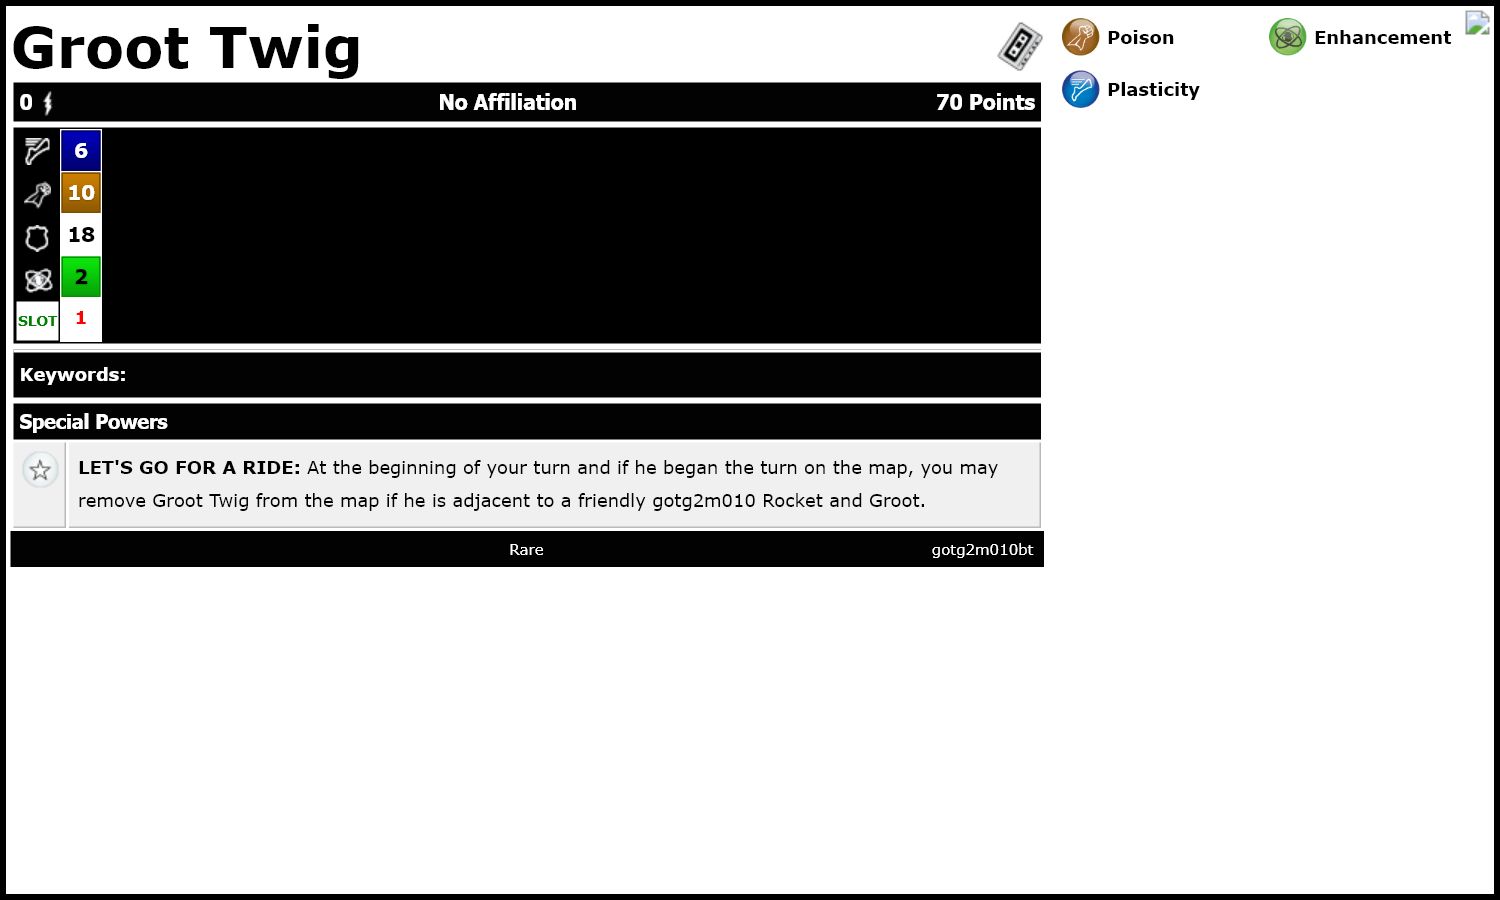 Groot Twig
0 No Affiliation 70 Points
6
10
18
2
SLOT 1
Keywords:
Special Powers
LET'S GO FOR A RIDE: At the beginning of your turn and if he began the turn on the map, you may
remove Groot Twig from the map if he is adjacent to a friendly gotg2m010 Rocket and Groot.
Rare gotg2m010bt
Poison Enhancement
Plasticity